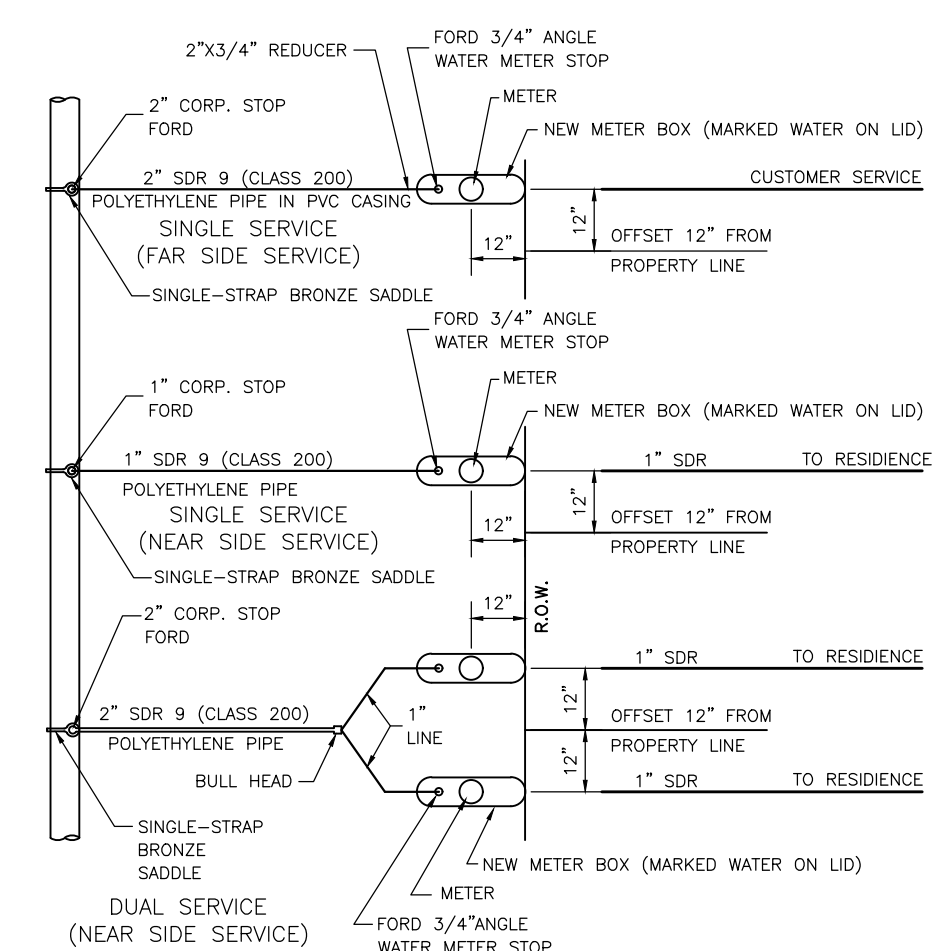 2”X3/4” REDUCER
FORD 3/4” ANGLE
WATER METER STOP
2” CORP. STOP
FORD
METER
NEW METER BOX (MARKED WATER ON LID)
2” SDR 9 (CLASS 200)
POLYETHYLENE PIPE IN PVC CASING
CUSTOMER SERVICE
SINGLE SERVICE
(FAR SIDE SERVICE)
12”
12”
OFFSET 12” FROM
PROPERTY LINE
SINGLE-STRAP BRONZE SADDLE
FORD 3/4” ANGLE
WATER METER STOP
1” CORP. STOP
FORD
METER
NEW METER BOX (MARKED WATER ON LID)
1” SDR 9 (CLASS 200)
POLYETHYLENE PIPE
1” SDR
TO RESIDIENCE
SINGLE SERVICE
(NEAR SIDE SERVICE)
12”
12”
OFFSET 12” FROM
PROPERTY LINE
SINGLE-STRAP BRONZE SADDLE
R.O.W.
2” CORP. STOP
FORD
12”
1” SDR
TO RESIDIENCE
2” SDR 9 (CLASS 200)
POLYETHYLENE PIPE
1”
LINE
12”
OFFSET 12” FROM
PROPERTY LINE
12”
BULL HEAD
1” SDR
TO RESIDIENCE
SINGLE-STRAP
BRONZE
SADDLE
NEW METER BOX (MARKED WATER ON LID)
METER
DUAL SERVICE
(NEAR SIDE SERVICE)
FORD 3/4”ANGLE
WATER METER STOP